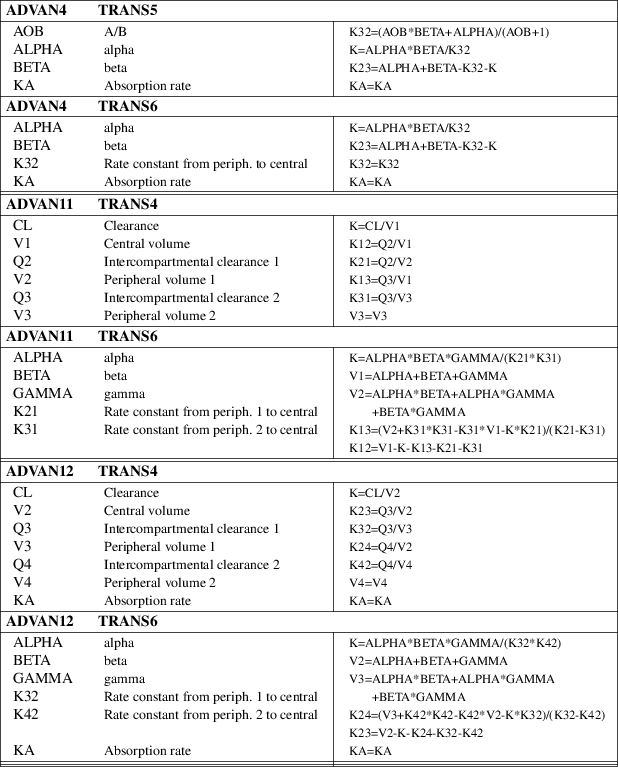 ADVAN4 TRANS5
AOB A/B K32=(AOB*BETA+ALPHA)/(AOB+1)
ALPHA alpha K=ALPHA*BETA/K32
BETA beta K23=ALPHA+BETA-K32-K
KA Absorption rate KA=KA
ADVAN4 TRANS6
ALPHA alpha K=ALPHA*BETA/K32
BETA beta K23=ALPHA+BETA-K32-K
K32 Rate constant from periph. to central K32=K32
KA Absorption rate KA=KA
ADVAN11 TRANS4
CL Clearance K=CL/V1
V1 Central volume K12=Q2/V1
Q2 Intercompartmental clearance 1 K21=Q2/V2
V2 Peripheral volume 1 K13=Q3/V1
Q3 Intercompartmental clearance 2 K31=Q3/V3
V3 Peripheral volume 2 V3=V3
ADVAN11 TRANS6
ALPHA alpha K=ALPHA*BETA*GAMMA/(K21*K31)
BETA beta V1=ALPHA+BETA+GAMMA
GAMMA gamma V2=ALPHA*BETA+ALPHA*GAMMA
K21 Rate constant from periph. 1 to central +BETA*GAMMA
K31 Rate constant from periph. 2 to central K13=(V2+K31*K31-K31*V1-K*K21)/(K21-K31)
K12=V1-K-K13-K21-K31
ADVAN12 TRANS4
CL Clearance K=CL/V2
V2 Central volume K23=Q3/V2
Q3 Intercompartmental clearance 1 K32=Q3/V3
V3 Peripheral volume 1 K24=Q4/V2
Q4 Intercompartmental clearance 2 K42=Q4/V4
V4 Peripheral volume 2 V4=V4
KA Absorption rate KA=KA
ADVAN12 TRANS6
ALPHA alpha K=ALPHA*BETA*GAMMA/(K32*K42)
BETA beta V2=ALPHA+BETA+GAMMA
GAMMA gamma V3=ALPHA*BETA+ALPHA*GAMMA
K32 Rate constant from periph. 1 to central +BETA*GAMMA
K42 Rate constant from periph. 2 to central K24=(V3+K42*K42-K42*V2-K*K32)/(K32-K42)
K23=V2-K-K24-K32-K42
KA Absorption rate KA=KA